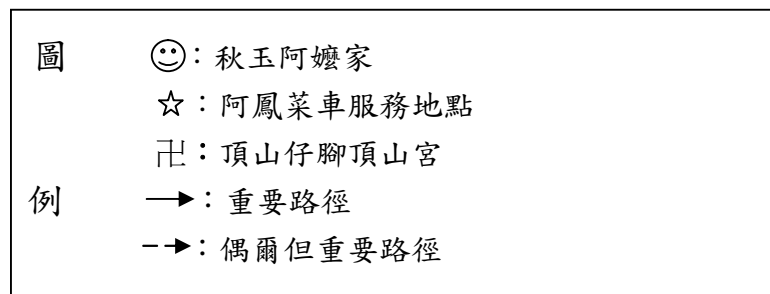 圖 ☺：秋玉阿嬤家
☆：阿鳳菜車服務地點
卍：頂山仔腳頂山宮
例 →：重要路徑
-→：偶爾但重要路徑